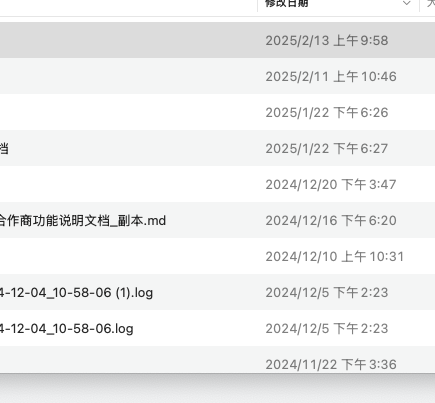 修改日期
2025/2/13 上午9:58
2025/2/11 上午10:46
2025/1/22 下午6:26
档 2025/1/22 下午6:27
2024/12/20 下午3:47
合作商功能说明文档_副本.md 2024/12/16 下午6:20
2024/12/10 上午10:31
4-12-04_10-58-06 (1).log 2024/12/5 下午2:23
4-12-04_10-58-06.log 2024/12/5 下午2:23
2024/11/22 下午3:36